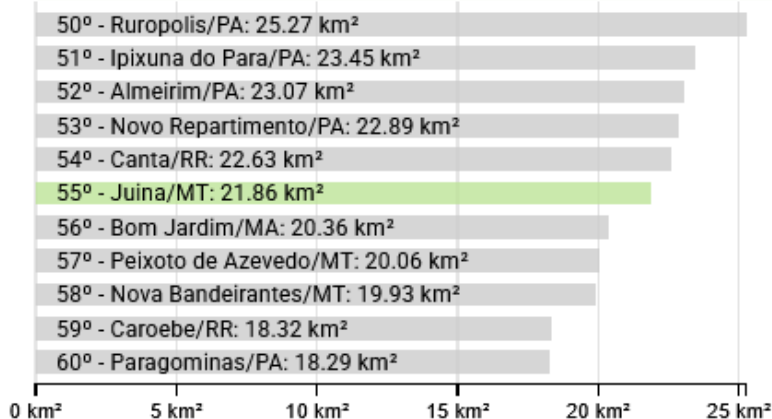 50º - Ruropolis/PA: 25.27 km²
51º - Ipixuna do Para/PA: 23.45 km²
52º - Almeirim/PA: 23.07 km²
53º - Novo Repartimento/PA: 22.89 km²
54º - Canta/RR: 22.63 km²
55º - Juina/MT: 21.86 km²
56º - Bom Jardim/MA: 20.36 km²
57º - Peixoto de Azevedo/MT: 20.06 km²
58º - Nova Bandeirantes/MT: 19.93 km²
59º - Caroebe/RR: 18.32 km²
60º - Paragominas/PA: 18.29 km²
0 km² 5 km² 10 km² 15 km² 20 km² 25 km²